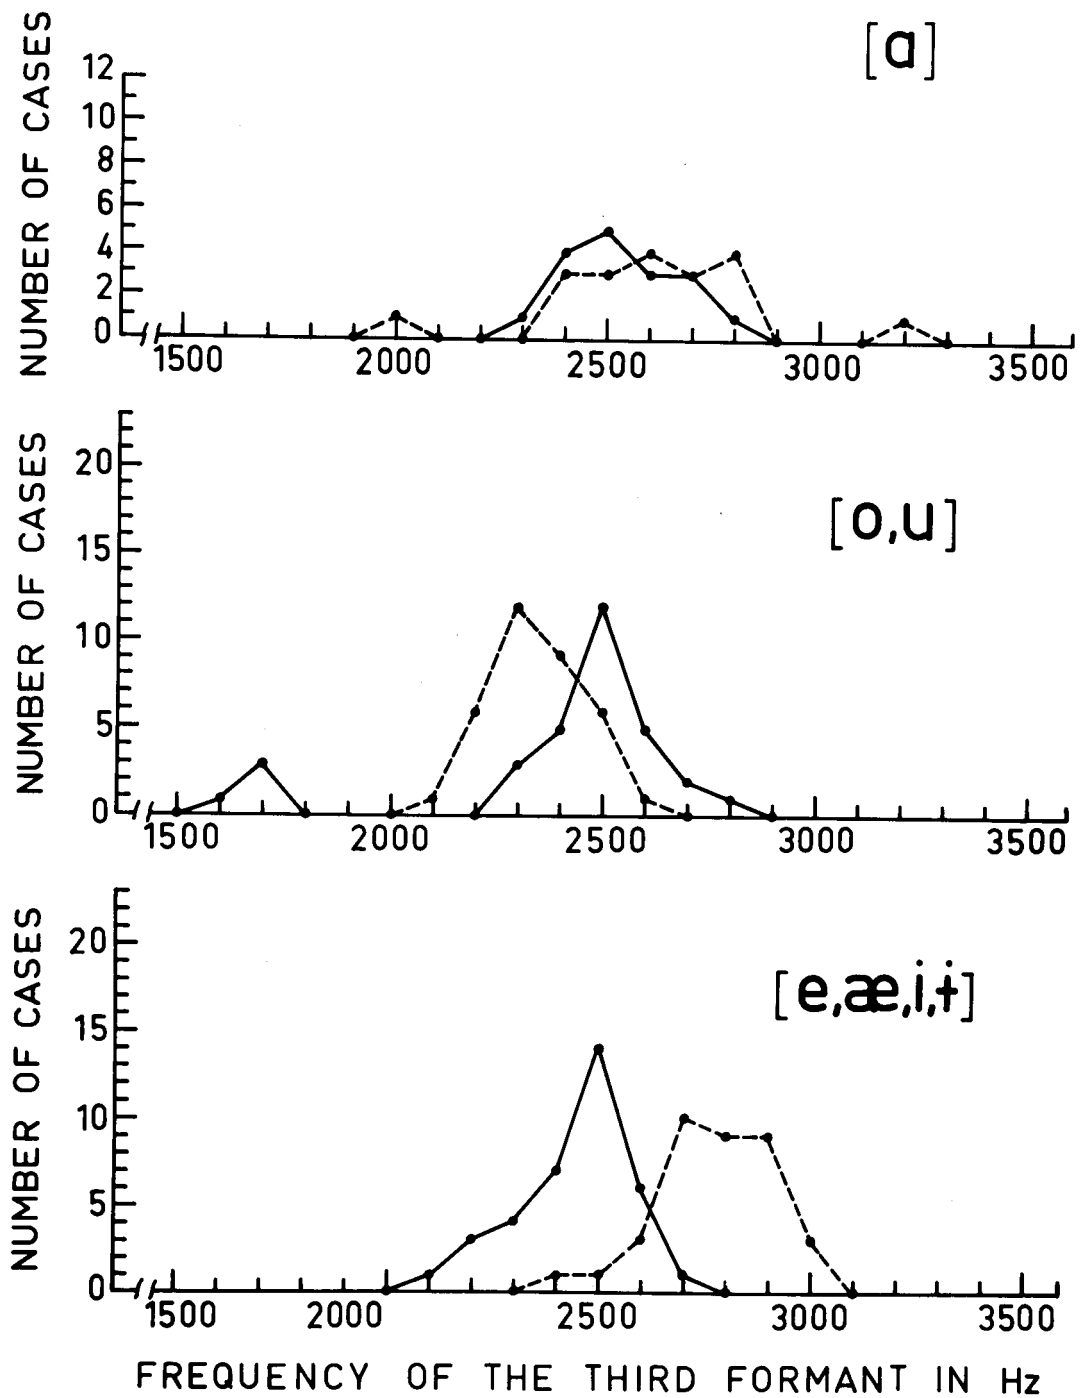 [a]
NUMBER OF CASES
12
10
8
6
4
2
0
1500 2000 2500 3000 3500
[o,u]
NUMBER OF CASES
20
15
10
5
0
1500 2000 2500 3000 3500
[e,æ,i,ɨ]
NUMBER OF CASES
20
15
10
5
0
1500 2000 2500 3000 3500
FREQUENCY OF THE THIRD FORMANT IN Hz